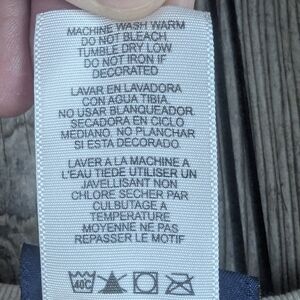 MACHINE WASH WARM
DO NOT BLEACH
TUMBLE DRY LOW
DO NOT IRON IF
DECORATED
LAVAR EN LAVADORA
CON AGUA TIBIA.
NO USAR BLANQUEADOR.
SECADORA EN CICLO
MEDIANO. NO PLANCHAR
SI ESTA DECORADO.
LAVER A LA MACHINE A
L'EAU TIEDE UTILISER UN
JAVELLISANT NON
CHLORE SECHER PAR
CULBUTAGE A
TEMPERATURE
MOYENNE NE PAS
REPASSER LE MOTIF
40C